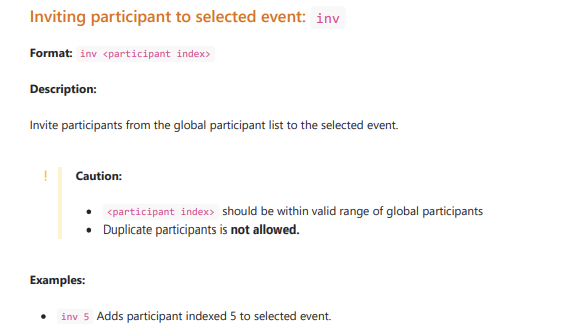 Inviting participant to selected event: inv
Format: inv <participant index>
Description:
Invite participants from the global participant list to the selected event.
! Caution:
• <participant index> should be within valid range of global participants
• Duplicate participants is not allowed.
Examples:
• inv 5 Adds participant indexed 5 to selected event.